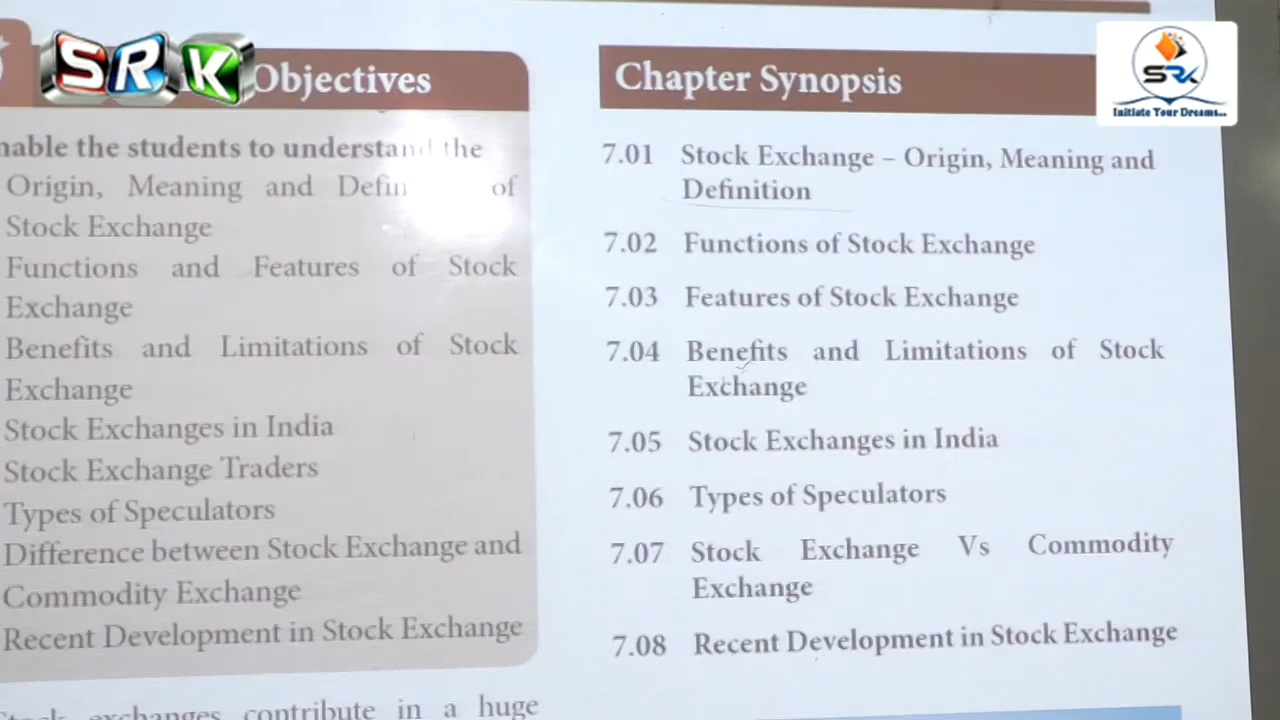 SRK
Objectives
nable the students to understand the
Origin, Meaning and Defin of
Stock Exchange
Functions and Features of Stock
Exchange
Benefits and Limitations of Stock
Exchange
Stock Exchanges in India
Stock Exchange Traders
Types of Speculators
Difference between Stock Exchange and
Commodity Exchange
Recent Development in Stock Exchange
exchanges contribute in a huge
Chapter Synopsis
7.01 Stock Exchange – Origin, Meaning and
Definition
7.02 Functions of Stock Exchange
7.03 Features of Stock Exchange
7.04 Benefits and Limitations of Stock
Exchange
7.05 Stock Exchanges in India
7.06 Types of Speculators
7.07 Stock Exchange Vs Commodity
Exchange
7.08 Recent Development in Stock Exchange
SRK
Initiate Your Dreams...